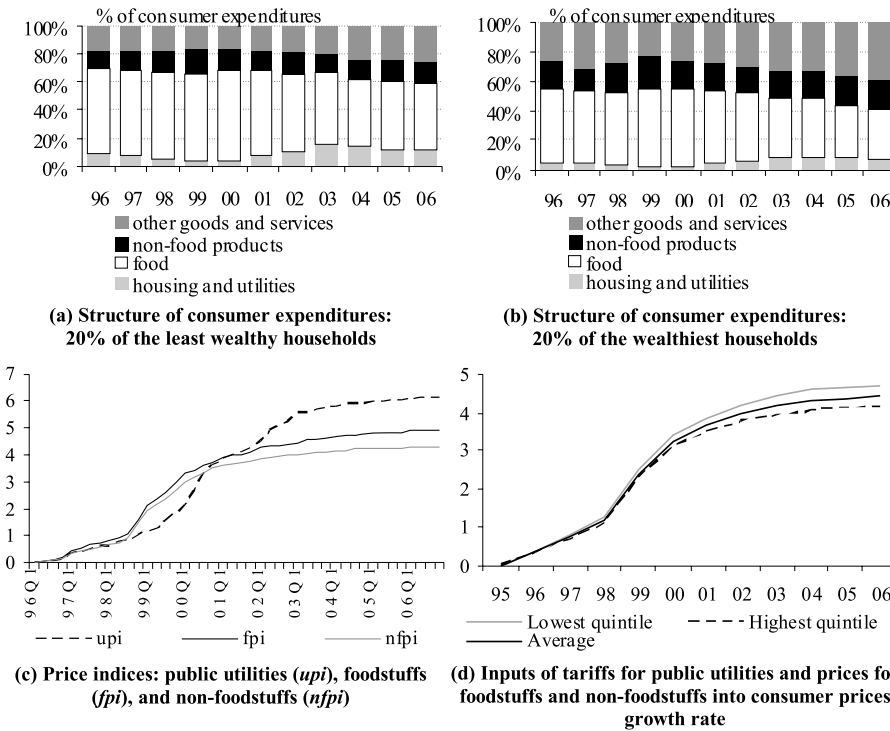 % of consumer expenditures
100%
80%
60%
40%
20%
0%
96 97 98 99 00 01 02 03 04 05 06
other goods and services
non-food products
food
housing and utilities
(a) Structure of consumer expenditures:
20% of the least wealthy households
% of consumer expenditures
100%
80%
60%
40%
20%
0%
96 97 98 99 00 01 02 03 04 05 06
other goods and services
non-food products
food
housing and utilities
(b) Structure of consumer expenditures:
20% of the wealthiest households
7
6
5
4
3
2
1
0
96 Q1 97 Q1 98 Q1 99 Q1 00 Q1 01 Q1 02 Q1 03 Q1 04 Q1 05 Q1 06 Q1
upi fpi nfpi
(c) Price indices: public utilities (upi), foodstuffs
(fpi), and non-foodstuffs (nfpi)
5
4
3
2
1
0
95 96 97 98 99 00 01 02 03 04 05 06
Lowest quintile Highest quintile
Average
(d) Inputs of tariffs for public utilities and prices fo
foodstuffs and non-foodstuffs into consumer prices
growth rate